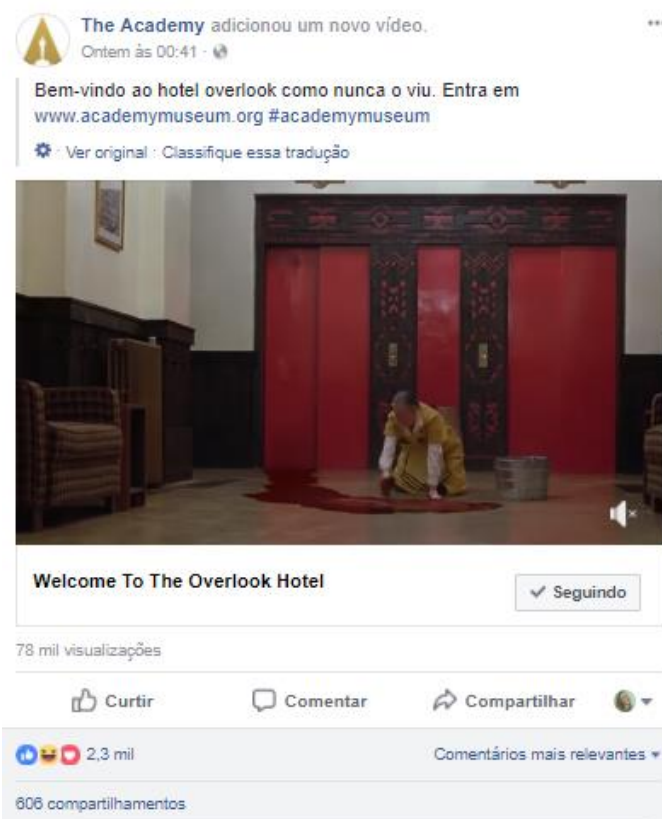 The Academy adicionou um novo vídeo.
Ontem às 00:41 ·
Bem-vindo ao hotel overlook como nunca o viu. Entra em
www.academymuseum.org #academymuseum
· Ver original · Classifique essa tradução
Welcome To The Overlook Hotel
Seguindo
78 mil visualizações
Curtir Comentar Compartilhar
2,3 mil Comentários mais relevantes
606 compartilhamentos